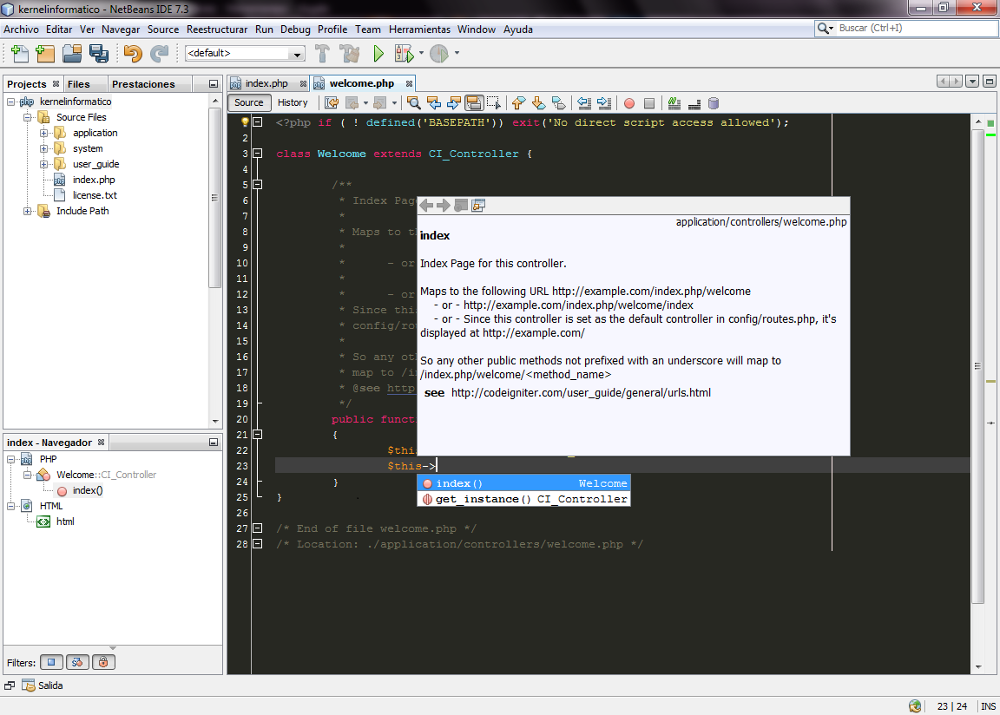 kernelinformatico - NetBeans IDE 7.3
Archivo Editar Ver Navegar Source Reestructurar Run Debug Profile Team Herramientas Window Ayuda
Buscar (Ctrl+I)
<default>
Projects Files Prestaciones
kernelinformatico
Source Files
application
system
user_guide
index.php
license.txt
Include Path
index - Navegador
PHP
Welcome::CI_Controller
index()
HTML
html
Filters:
Salida
index.php welcome.php
Source History
<?php if ( ! defined('BASEPATH')) exit('No direct script access allowed');
2
3 class Welcome extends CI_Controller {
4
5 /**
6 * Index Pag
7 *
8 * Maps to t
9 *
10 * - or
11 *
12 * - or
13 * Since thi
14 * config/ro
15 *
16 * So any ot
17 * map to /i
18 * @see http
19 */
20 public funct
21 {
22 $thi
23 $this->
24 }
25 }
26
27 /* End of file welcome.php */
28 /* Location: ./application/controllers/welcome.php */
application/controllers/welcome.php
index
Index Page for this controller.
Maps to the following URL http://example.com/index.php/welcome
- or - http://example.com/index.php/welcome/index
- or - Since this controller is set as the default controller in config/routes.php, it's
displayed at http://example.com/
So any other public methods not prefixed with an underscore will map to
/index.php/welcome/<method_name>
see http://codeigniter.com/user_guide/general/urls.html
index() Welcome
get_instance() CI_Controller
23 | 24 INS